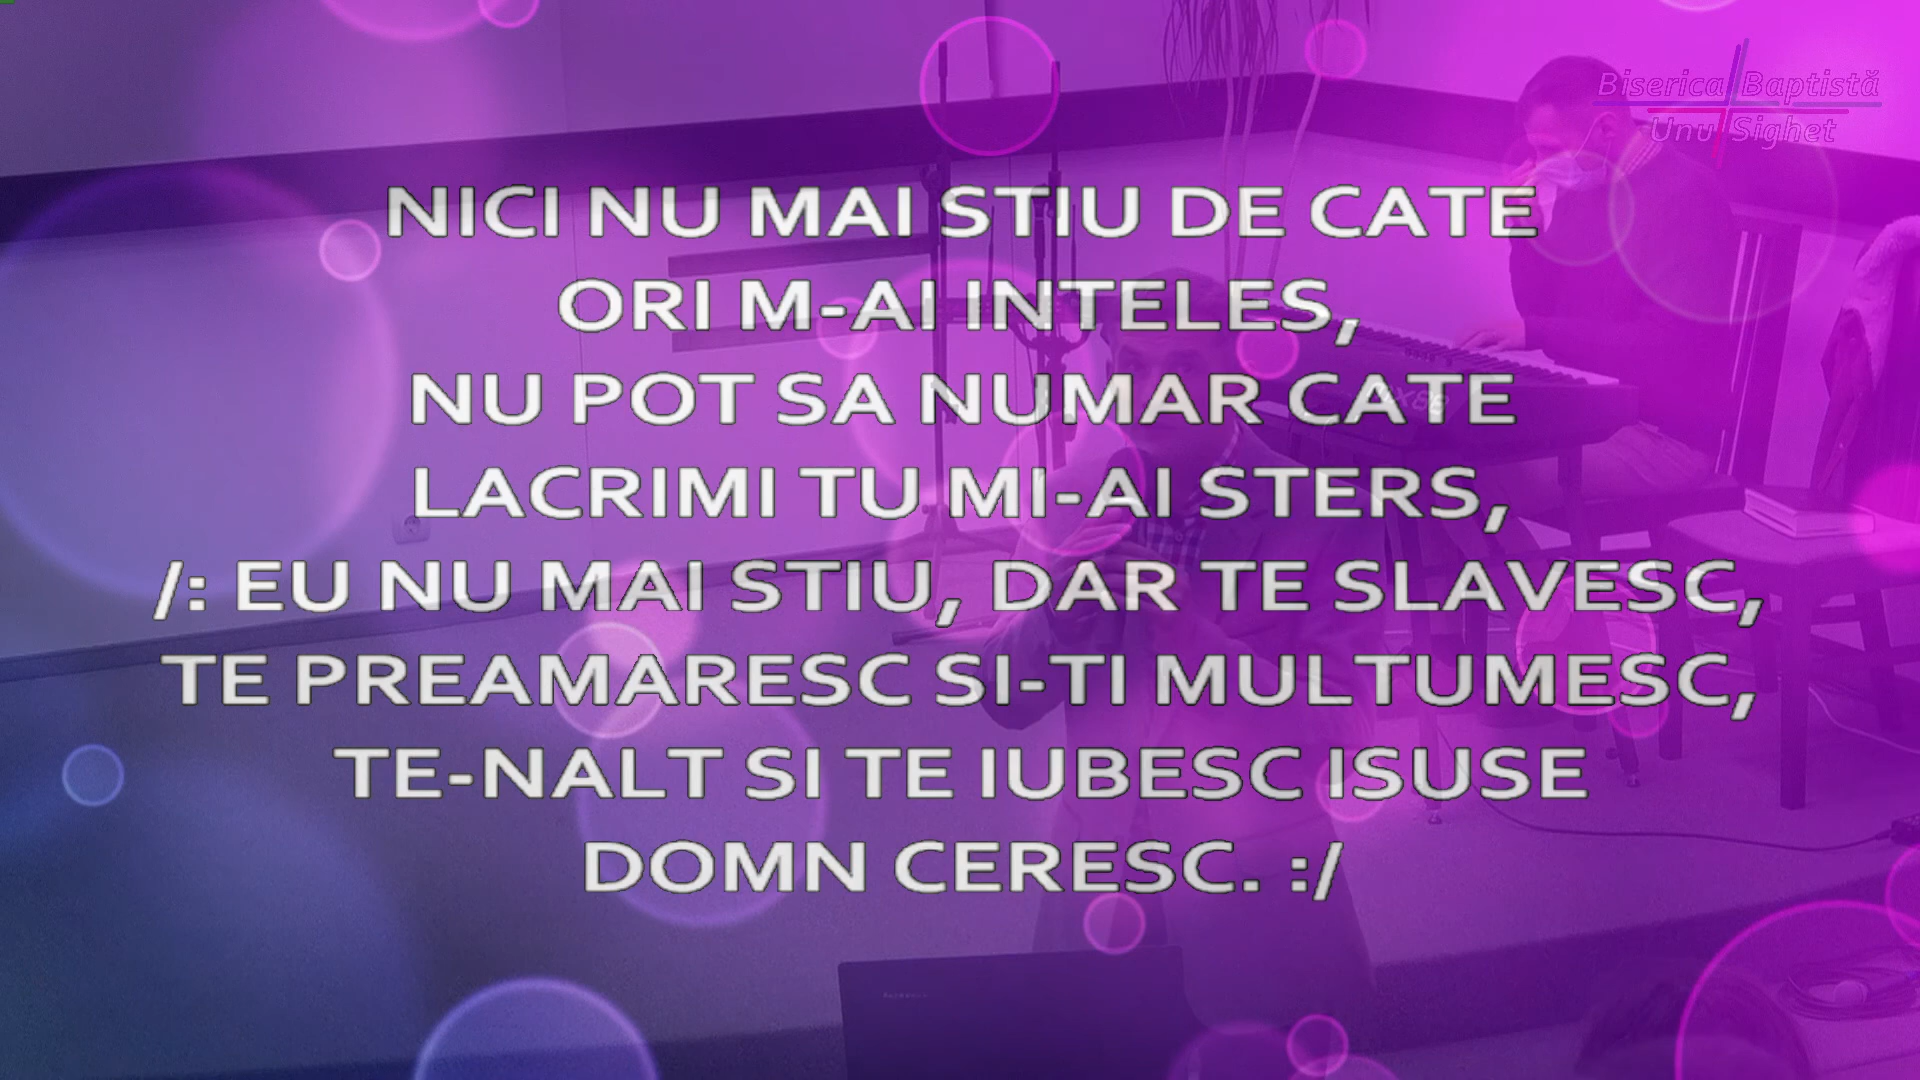 Biserica Baptistă
Unu Sighet
NICI NU MAI STIU DE CATE
ORI M-AI INTELES,
NU POT SA NUMAR CATE
LACRIMI TU MI-AI STERS,
/: EU NU MAI STIU, DAR TE SLAVESC,
TE PREAMARESC SI-TI MULTUMESC,
TE-NALT SI TE IUBESC ISUSE
DOMN CERESC. :/